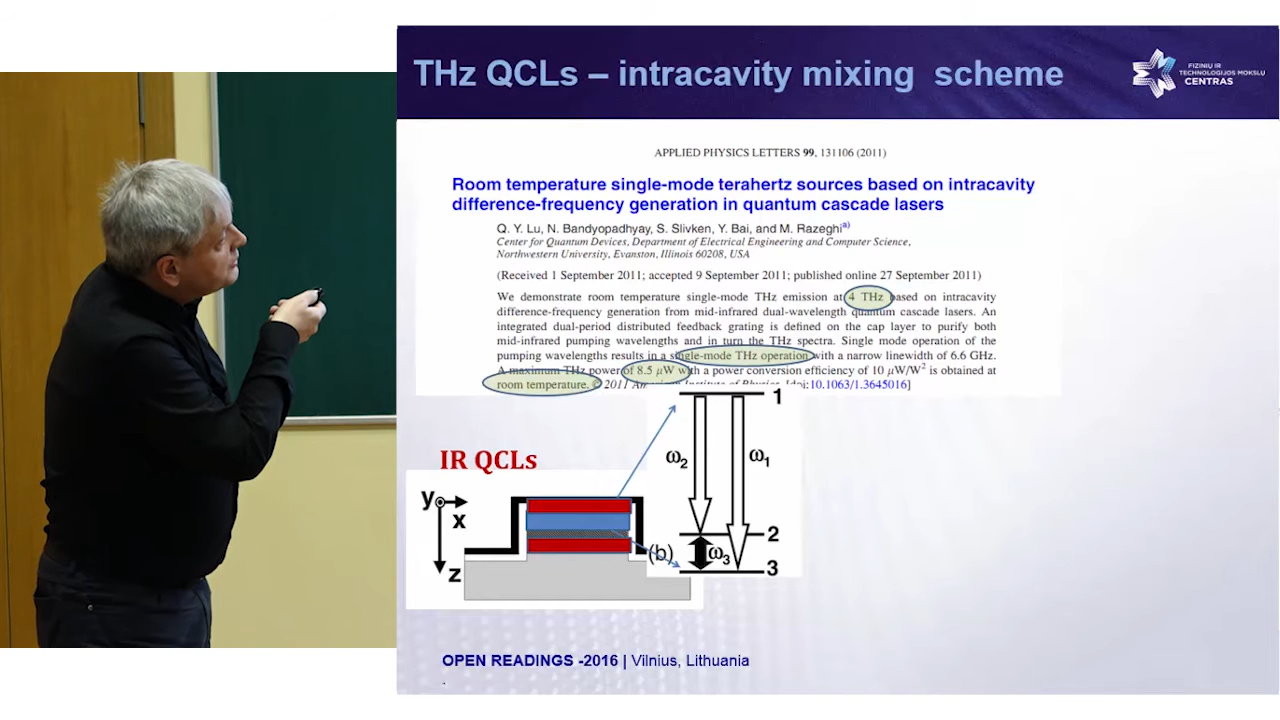 THz QCLs – intracavity mixing scheme
FIZINIŲ IR
TECHNOLOGIJOS MOKSLŲ
CENTRAS
APPLIED PHYSICS LETTERS 99, 131106 (2011)
Room temperature single-mode terahertz sources based on intracavity
difference-frequency generation in quantum cascade lasers
Q. Y. Lu, N. Bandyopadhyay, S. Slivken, Y. Bai, and M. Razeghia)
Center for Quantum Devices, Department of Electrical Engineering and Computer Science,
Northwestern University, Evanston, Illinois 60208, USA
(Received 1 September 2011; accepted 9 September 2011; published online 27 September 2011)
We demonstrate room temperature single-mode THz emission at 4 THz based on intracavity
difference-frequency generation from mid-infrared dual-wavelength quantum cascade lasers. An
integrated dual-period distributed feedback grating is defined on the cap layer to purify both
mid-infrared pumping wavelengths and in turn the THz spectra. Single mode operation of the
pumping wavelengths results in a single-mode THz operation with a narrow linewidth of 6.6 GHz.
A maximum THz power of 8.5 μW with a power conversion efficiency of 10 μW/W² is obtained at
room temperature. © 2011 American Institute of Physics. [doi:10.1063/1.3645016]
IR QCLs
y
x
z
1
ω₂
ω₁
2
(b)
ω₃
3
OPEN READINGS -2016 | Vilnius, Lithuania
.